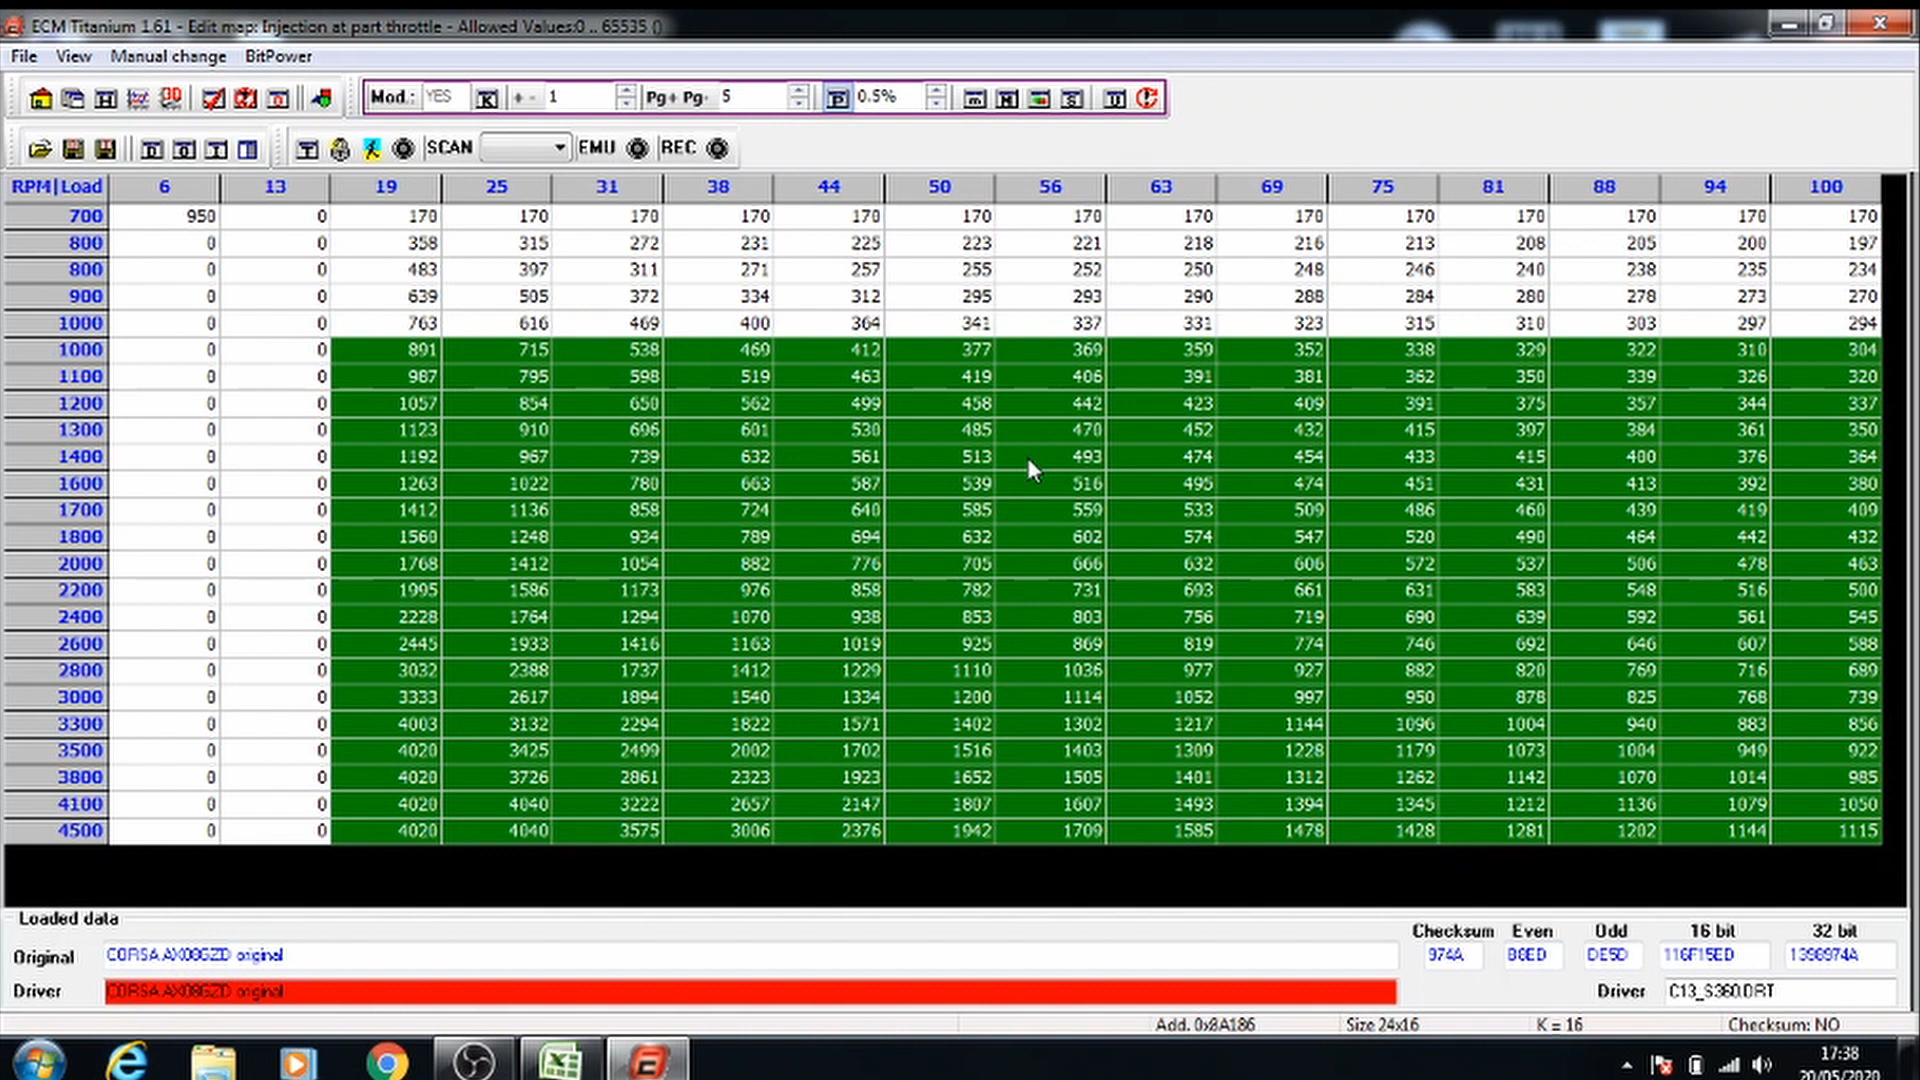 ECM Titanium 1.61 - Edit map: Injection at part throttle - Allowed Values:0 .. 65535 ()
File View Manual change BitPower
Mod.: YES K + - 1 Pg+ Pg- 5 P 0.5%
SCAN EMU REC
RPM|Load 6 13 19 25 31 38 44 50 56 63 69 75 81 88 94 100
700 950 0 170 170 170 170 170 170 170 170 170 170 170 170 170 170
800 0 0 358 315 272 231 225 223 221 218 216 213 208 205 200 197
800 0 0 483 397 311 271 257 255 252 250 248 246 240 238 235 234
900 0 0 639 505 372 334 312 295 293 290 288 284 280 278 273 270
1000 0 0 763 616 469 400 364 341 337 331 323 315 310 303 297 294
1000 0 0 891 715 538 469 412 377 369 359 352 338 329 322 310 304
1100 0 0 987 795 598 519 463 419 406 391 381 362 350 339 326 320
1200 0 0 1057 854 650 562 499 458 442 423 409 391 375 357 344 337
1300 0 0 1123 910 696 601 530 485 470 452 432 415 397 384 361 350
1400 0 0 1192 967 739 632 561 513 493 474 454 433 415 400 376 364
1600 0 0 1263 1022 780 663 587 539 516 495 474 451 431 413 392 380
1700 0 0 1412 1136 858 724 640 585 559 533 509 486 460 439 419 409
1800 0 0 1560 1248 934 789 694 632 602 574 547 520 490 464 442 432
2000 0 0 1768 1412 1054 882 776 705 666 632 606 572 537 506 478 463
2200 0 0 1995 1586 1173 976 858 782 731 693 661 631 583 548 516 500
2400 0 0 2228 1764 1294 1070 938 853 803 756 719 690 639 592 561 545
2600 0 0 2445 1933 1416 1163 1019 925 869 819 774 746 692 646 607 588
2800 0 0 3032 2388 1737 1412 1229 1110 1036 977 927 882 820 769 716 689
3000 0 0 3333 2617 1894 1540 1334 1200 1114 1052 997 950 878 825 768 739
3300 0 0 4003 3132 2294 1822 1571 1402 1302 1217 1144 1096 1004 940 883 856
3500 0 0 4020 3425 2499 2002 1702 1516 1403 1309 1228 1179 1073 1004 949 922
3800 0 0 4020 3726 2861 2323 1923 1652 1505 1401 1312 1262 1142 1070 1014 985
4100 0 0 4020 4040 3222 2657 2147 1807 1607 1493 1394 1345 1212 1136 1079 1050
4500 0 0 4020 4040 3575 3006 2376 1942 1709 1585 1478 1428 1281 1202 1144 1115
Loaded data
Checksum Even Odd 16 bit 32 bit
Original CORSA AX08GZD original 974A B8ED DE5D 116F15ED 1398974A
Driver CORSA AX08GZD original Driver C13_S360.DRT
Add. 0x8A186 Size 24x16 K = 16 Checksum: NO
17:38
20/05/2020